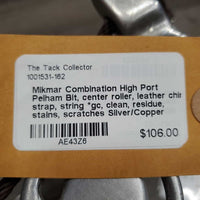 The Tack Collector
1001531-162
Mikmar Combination High Port
Pelham Bit, center roller, leather chin
strap, string *gc, clean, residue,
stains, scratches Silver/Copper
$106.00
AE43Z6